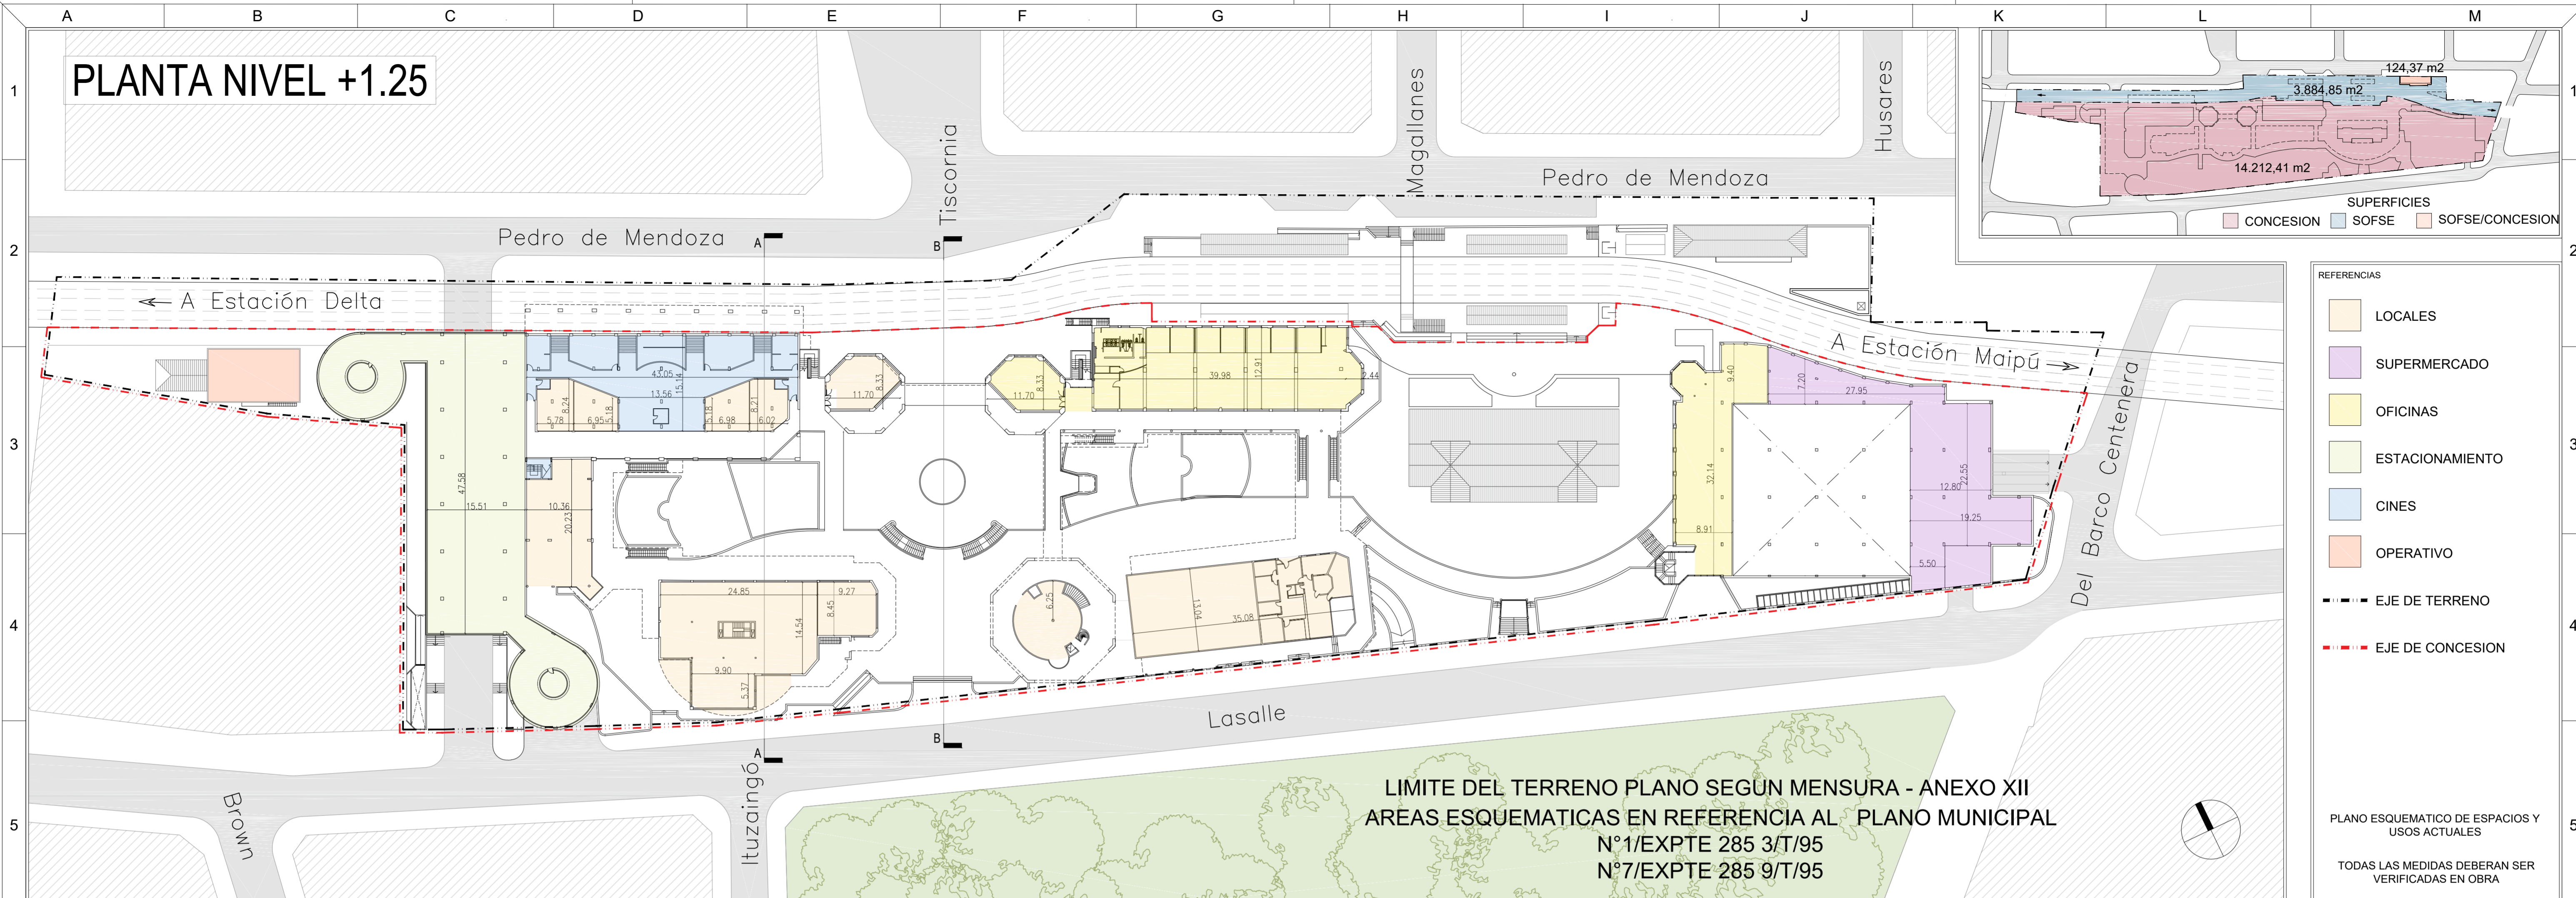 A B C D E F G H I J K L M
1
2
3
4
5
PLANTA NIVEL +1.25
Tiscornia
Magallanes
Husares
Pedro de Mendoza
Pedro de Mendoza
A
B
← A Estación Delta
A Estación Maipú →
Del Barco Centenera
43.05
15.14
13.56
8.24
5.18
5.18
8.21
5.78
6.95
6.98
6.02
11.70
8.33
11.70
8.33
39.98
12.91
2.44
9.40
7.20
27.95
47.58
15.51
10.36
20.23
32.14
8.91
22.55
12.80
19.25
5.50
24.85
9.27
8.45
14.54
9.90
5.37
6.25
13.04
35.08
Lasalle
A
B
Brown
Ituzaingó
LIMITE DEL TERRENO PLANO SEGUN MENSURA - ANEXO XII
AREAS ESQUEMATICAS EN REFERENCIA AL PLANO MUNICIPAL
N°1/EXPTE 285 3/T/95
N°7/EXPTE 285 9/T/95
124,37 m2
3.884,85 m2
14.212,41 m2
SUPERFICIES
CONCESION SOFSE SOFSE/CONCESION
REFERENCIAS
LOCALES
SUPERMERCADO
OFICINAS
ESTACIONAMIENTO
CINES
OPERATIVO
EJE DE TERRENO
EJE DE CONCESION
PLANO ESQUEMATICO DE ESPACIOS Y
USOS ACTUALES
TODAS LAS MEDIDAS DEBERAN SER
VERIFICADAS EN OBRA
1
2
3
4
5